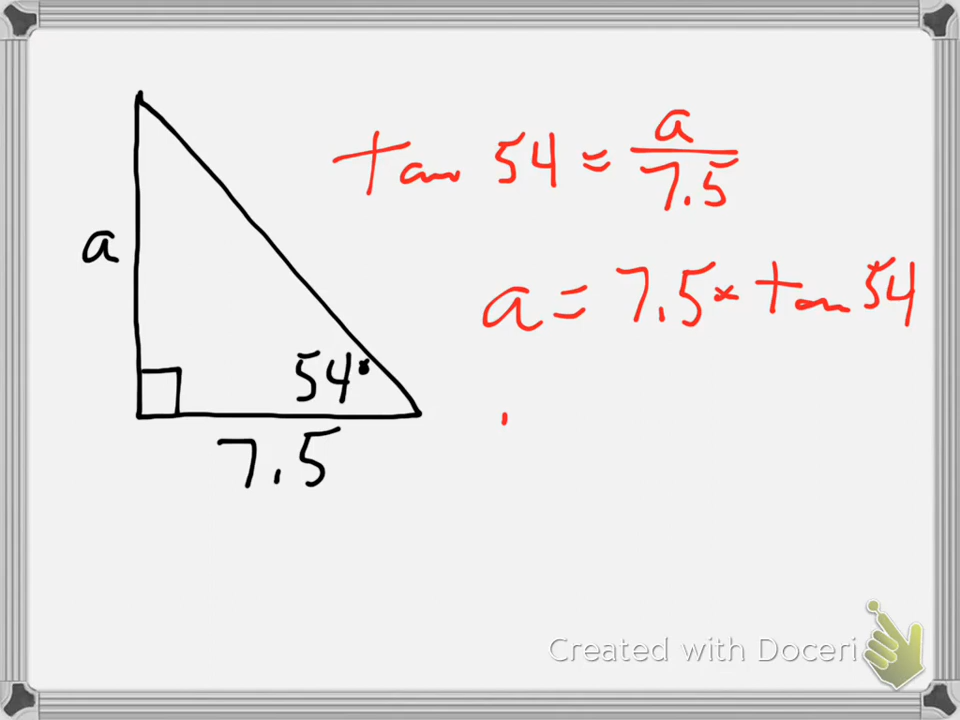 tan 54 = a/7.5
a
a = 7.5 * tan 54
54°
7.5
Created with Doceri